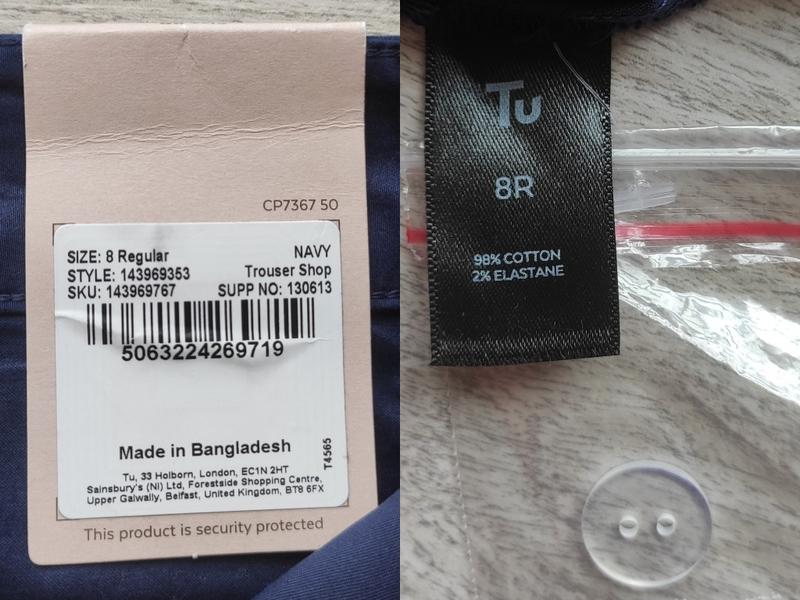 CP7367 50
SIZE: 8 Regular NAVY
STYLE: 143969353 Trouser Shop
SKU: 143969767 SUPP NO: 130613
5063224269719
Made in Bangladesh
T4565
Tu, 33 Holborn, London, EC1N 2HT
Sainsbury's (NI) Ltd, Forestside Shopping Centre,
Upper Galwally, Belfast, United Kingdom, BT8 6FX
This product is security protected
Tu
8R
98% COTTON
2% ELASTANE